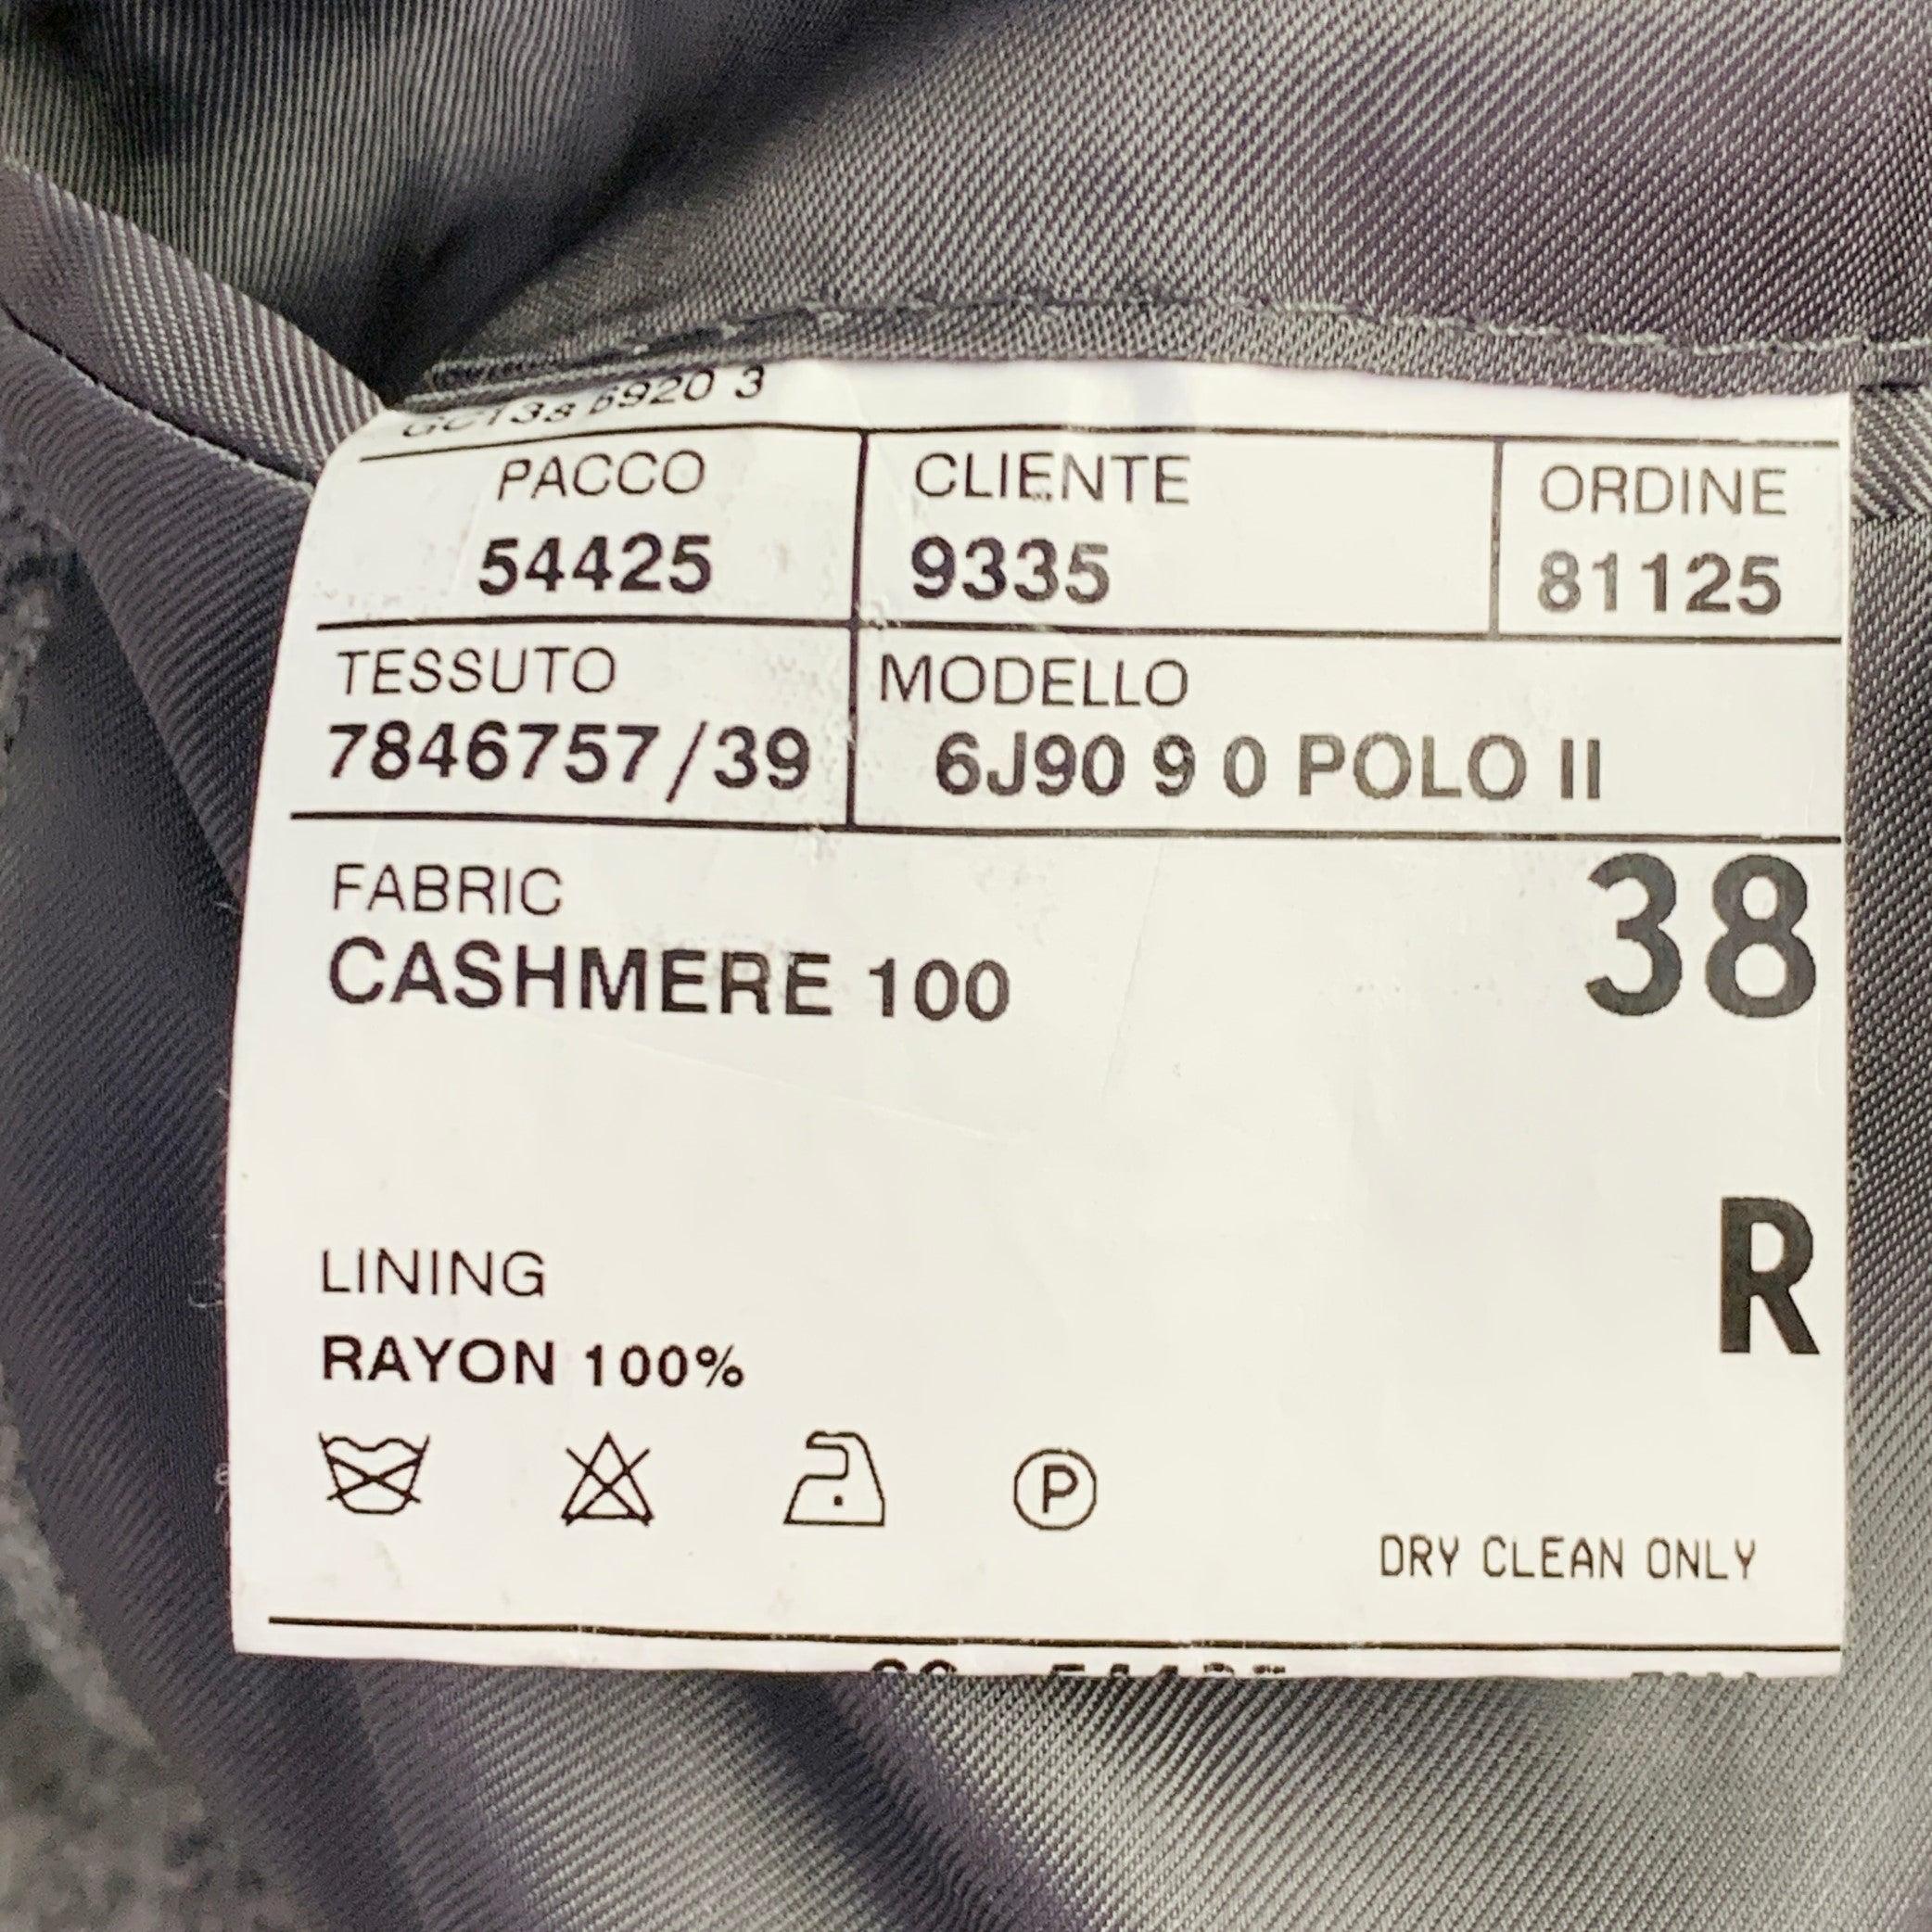 PACCO CLIENTE ORDINE
54425 9335 81125
TESSUTO MODELLO
7846757/39 6J90 9 0 POLO II
FABRIC 38
CASHMERE 100
R
LINING
RAYON 100%
P
DRY CLEAN ONLY